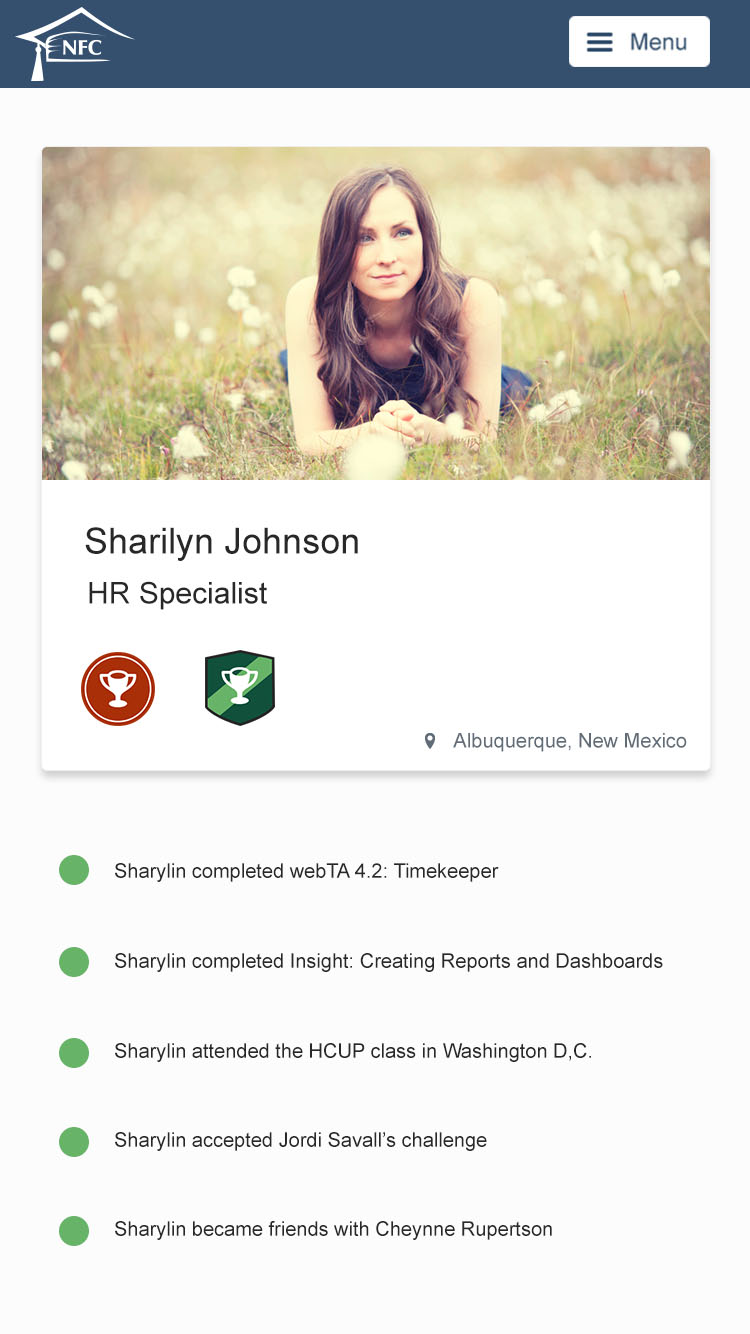 NFC
Menu
Sharilyn Johnson
HR Specialist
Albuquerque, New Mexico
Sharylin completed webTA 4.2: Timekeeper
Sharylin completed Insight: Creating Reports and Dashboards
Sharylin attended the HCUP class in Washington D,C.
Sharylin accepted Jordi Savall’s challenge
Sharylin became friends with Cheynne Rupertson